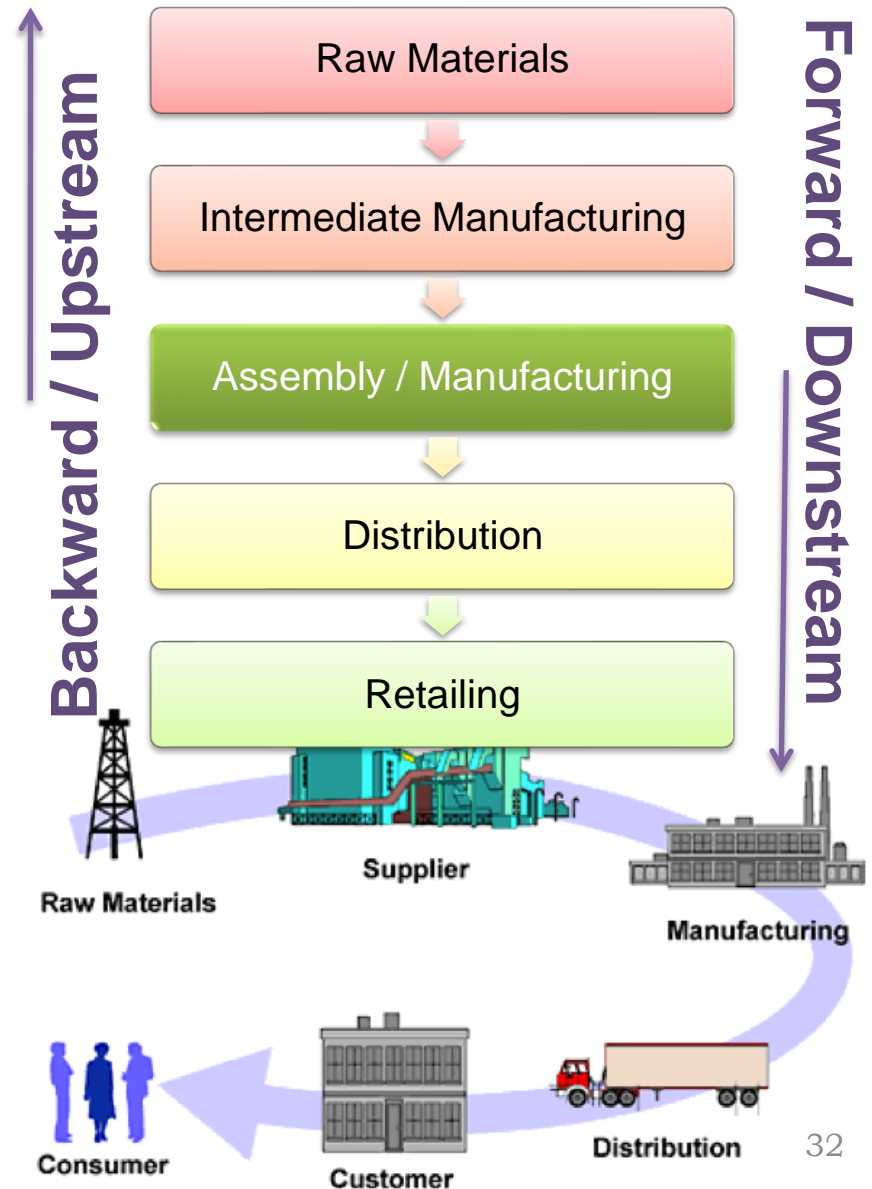 Backward / Upstream
Forward / Downstream
Raw Materials
Intermediate Manufacturing
Assembly / Manufacturing
Distribution
Retailing
Raw Materials
Supplier
Manufacturing
Distribution
Customer
Consumer
32